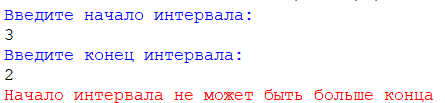 Введите начало интервала:
3
Введите конец интервала:
2
Начало интервала не может быть больше конца